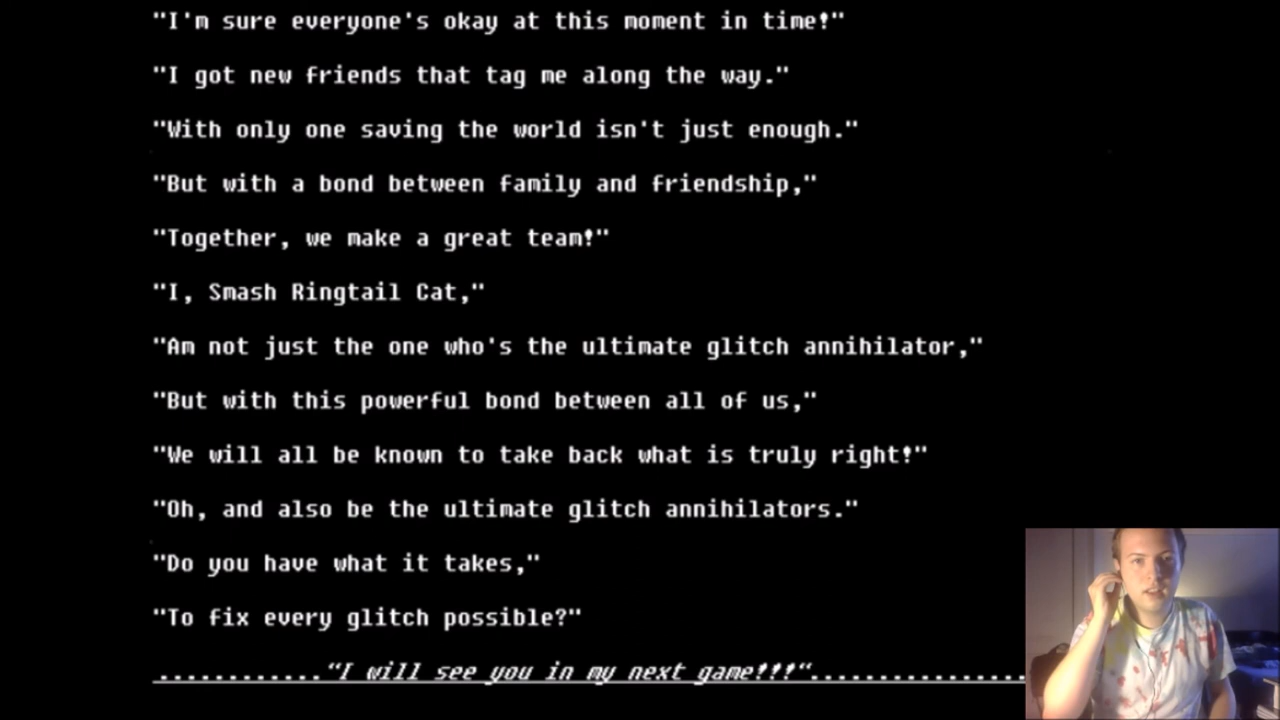 "I'm sure everyone's okay at this moment in time!"
"I got new friends that tag me along the way."
"With only one saving the world isn't just enough."
"But with a bond between family and friendship,"
"Together, we make a great team!"
"I, Smash Ringtail Cat,"
"Am not just the one who's the ultimate glitch annihilator,"
"But with this powerful bond between all of us,"
"We will all be known to take back what is truly right!"
"Oh, and also be the ultimate glitch annihilators."
"Do you have what it takes,"
"To fix every glitch possible?"
............“I will see you in my next game!!!“................